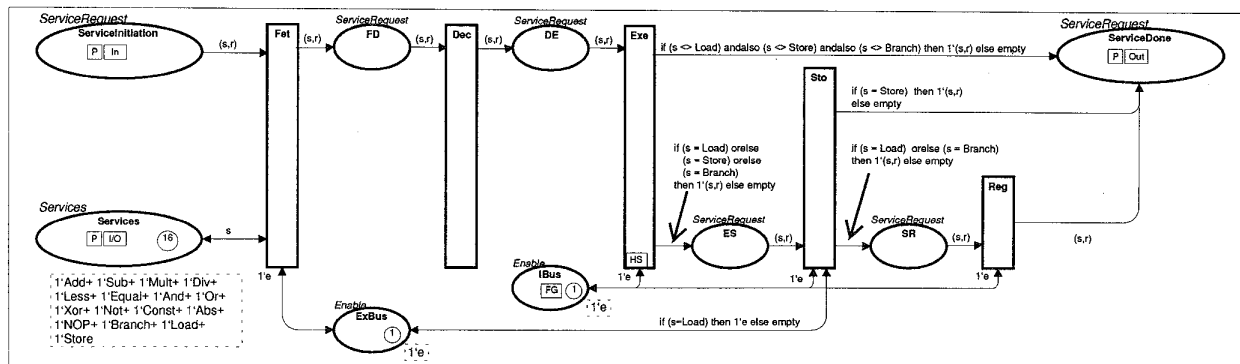 ServiceRequest
ServiceInitiation
P In
(s,r)
Fet
(s,r)
ServiceRequest
FD
(s,r)
Dec
(s,r)
ServiceRequest
DE
(s,r)
Exe
if (s <> Load) andalso (s <> Store) andalso (s <> Branch) then 1'(s,r) else empty
ServiceRequest
ServiceDone
P Out
Sto
if (s = Store) then 1'(s,r)
else empty
if (s = Load) orelse
(s = Store) orelse
(s = Branch)
then 1'(s,r) else empty
if (s = Load) orelse (s = Branch)
then 1'(s,r) else empty
Reg
Services
Services
P I/O 16
s
ServiceRequest
ES
(s,r)
ServiceRequest
SR
(s,r)
(s,r)
HS
1'e
1'e
1'e
1'e
Enable
IBus
FG 1
1'e
1'Add+ 1'Sub+ 1'Mult+ 1'Div+
1'Less+ 1'Equal+ 1'And+ 1'Or+
1'Xor+ 1'Not+ 1'Const+ 1'Abs+
1'NOP+ 1'Branch+ 1'Load+
1'Store
Enable
ExBus
1
1'e
if (s=Load) then 1'e else empty